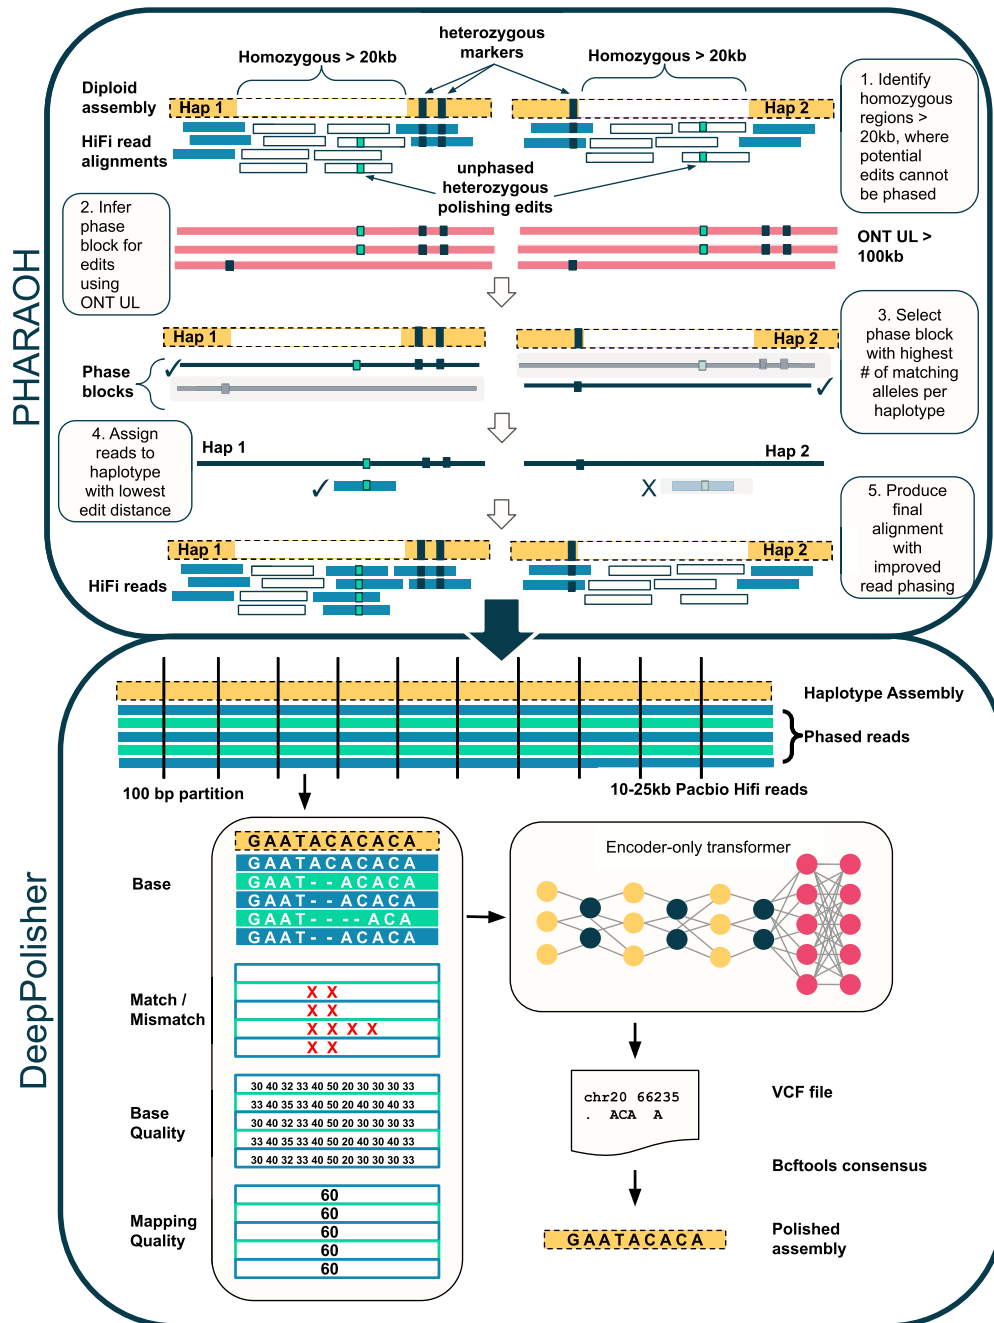 heterozygous
markers
Homozygous > 20kb
Homozygous > 20kb
Diploid
assembly
Hap 1
Hap 2
HiFi read
alignments
unphased
heterozygous
polishing edits
1. Identify
homozygous
regions >
20kb, where
potential
edits cannot
be phased
2. Infer
phase
block for
edits
using
ONT UL
ONT UL >
100kb
PHARAOH
Hap 1
Hap 2
Phase
blocks
3. Select
phase block
with highest
# of matching
alleles per
haplotype
4. Assign
reads to
haplotype
with lowest
edit distance
Hap 1
Hap 2
X
5. Produce
final
alignment
with
improved
read phasing
Hap 1
Hap 2
HiFi reads
Haplotype Assembly
Phased reads
100 bp partition
10-25kb Pacbio Hifi reads
DeepPolisher
Base
GAATACACACA
GAATACACACA
GAAT--ACACA
GAAT--ACACA
GAAT----ACA
GAAT--ACACA
Match /
Mismatch
X X
X X
X X X X
X X
Base
Quality
30 40 32 33 40 50 20 30 30 30 33
33 40 35 33 40 50 20 40 30 40 33
30 40 32 33 40 50 20 30 30 40 33
33 40 35 33 40 50 20 40 30 40 33
30 40 32 33 40 50 20 30 30 30 33
Mapping
Quality
60
60
60
60
60
Encoder-only transformer
chr20 66235
. ACA A
VCF file
Bcftools consensus
GAATACACA
Polished
assembly